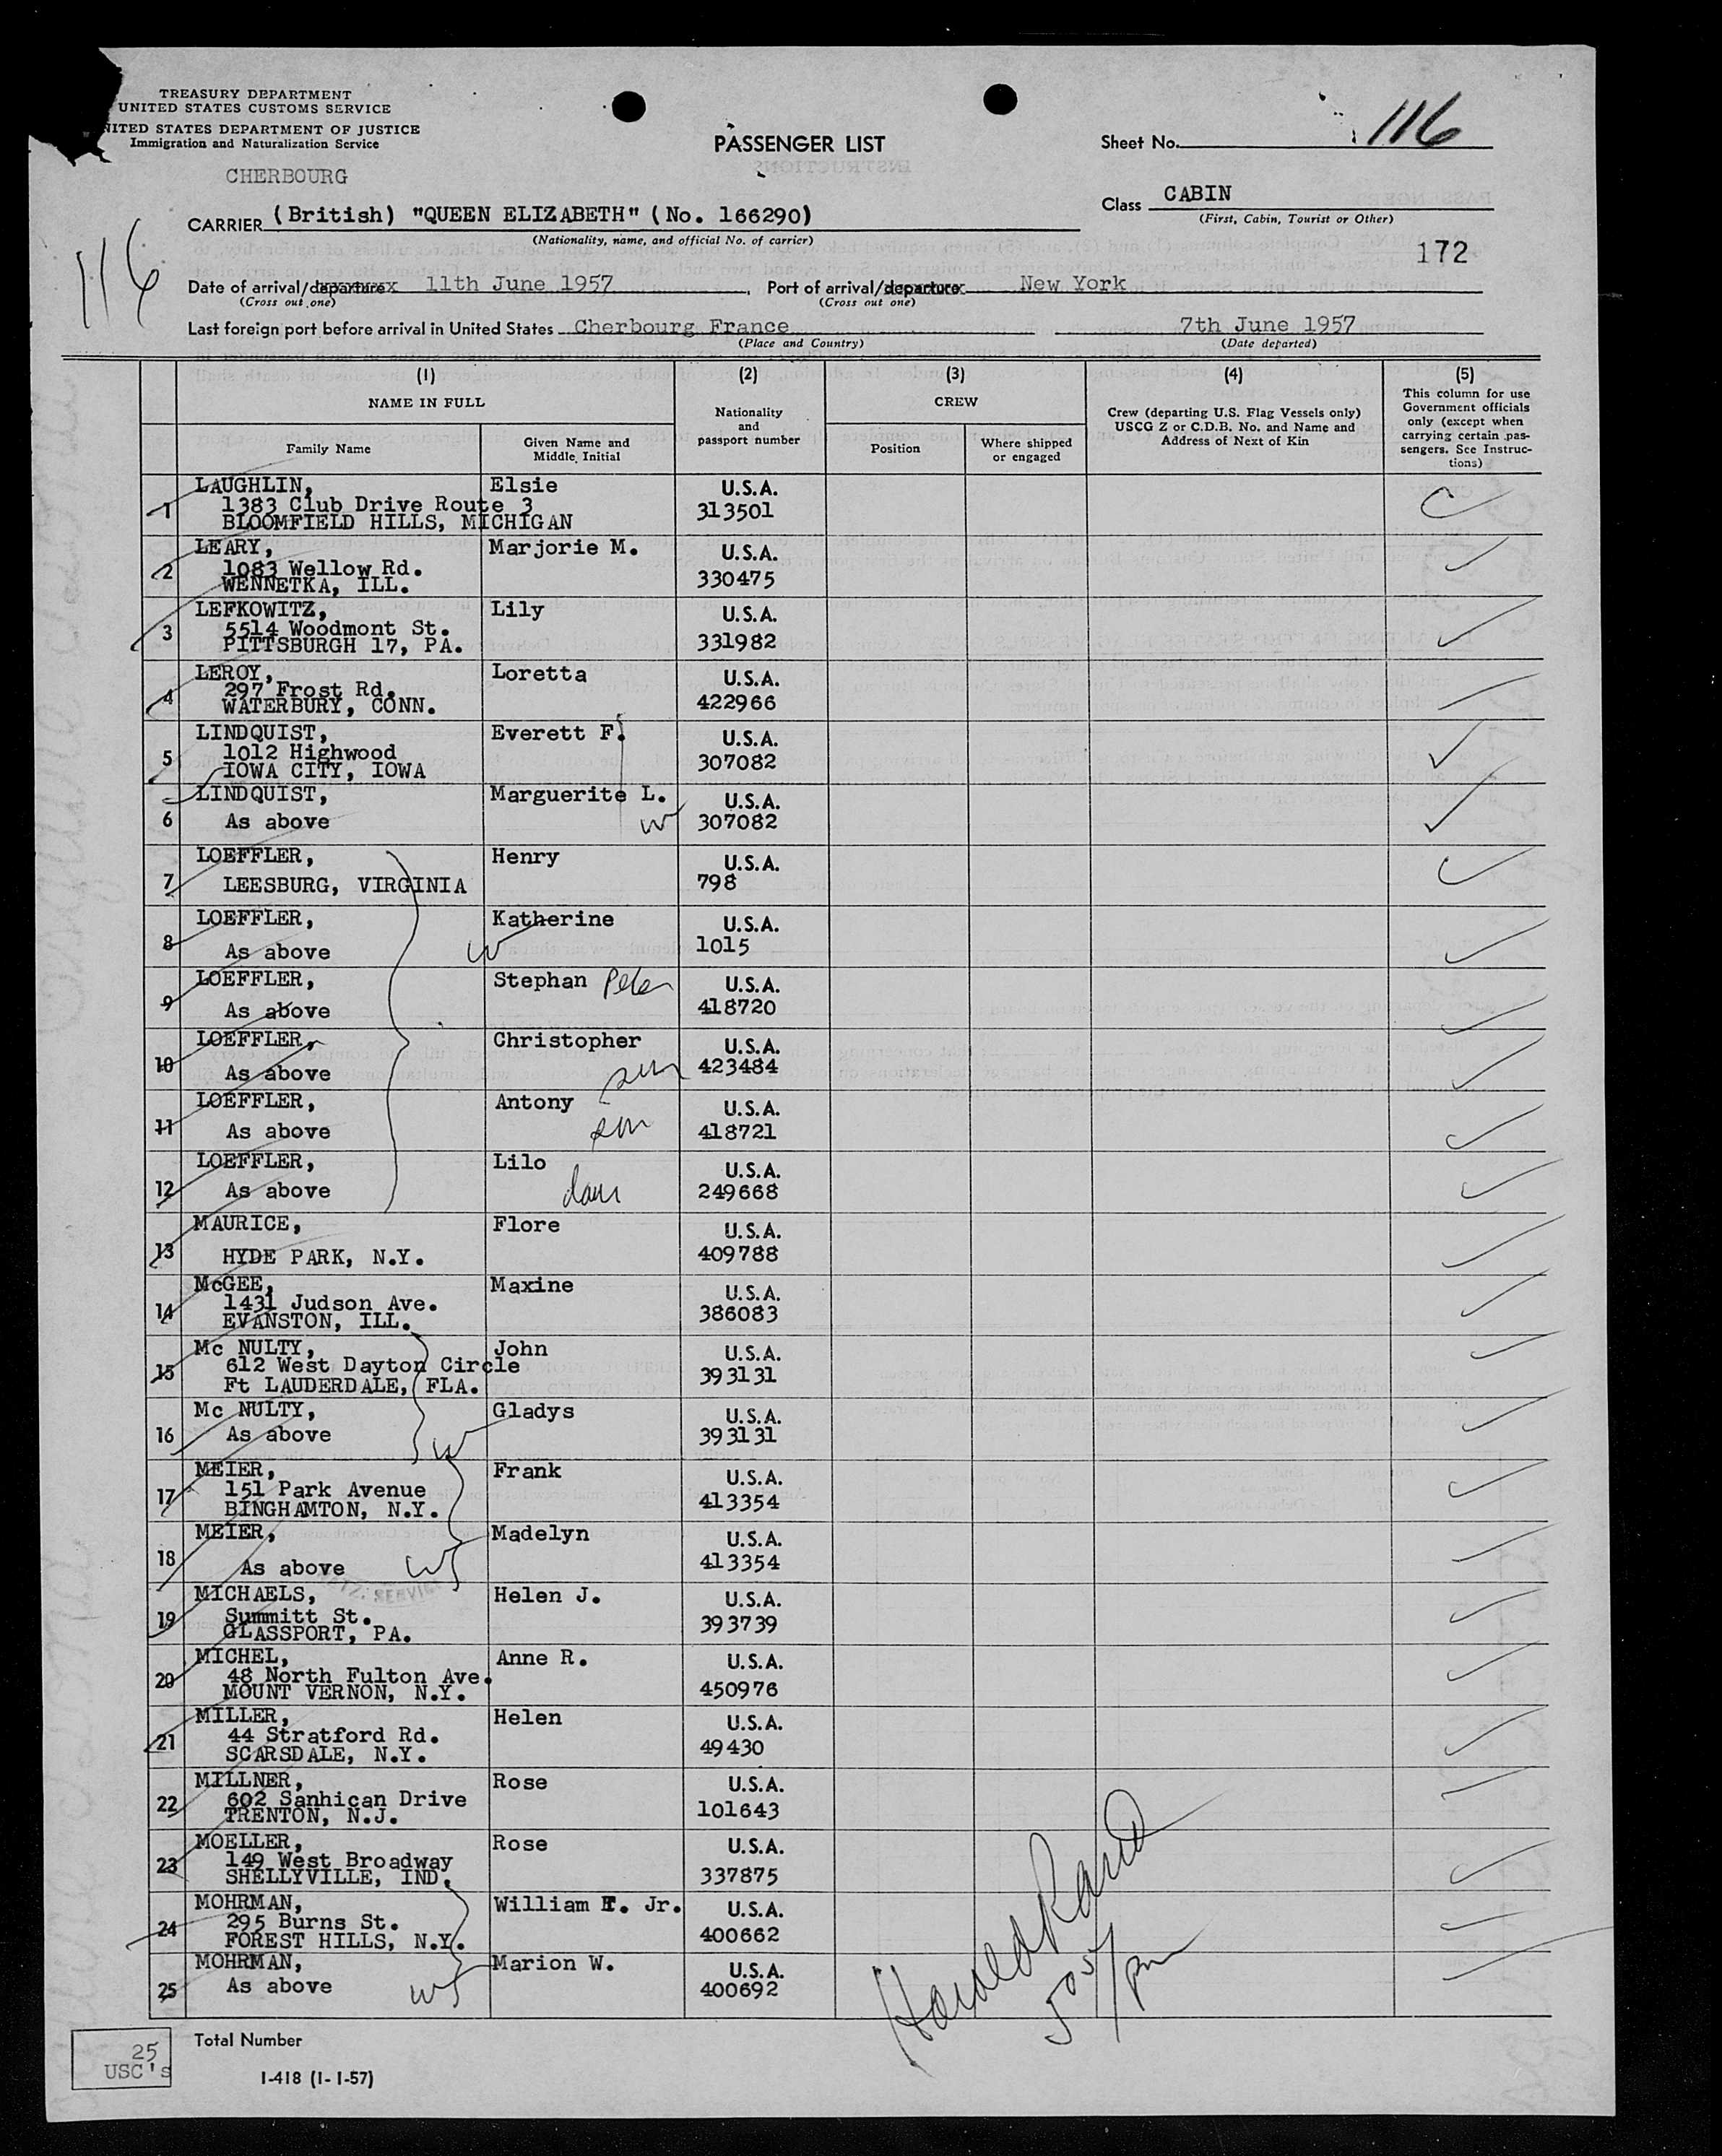 TREASURY DEPARTMENT
UNITED STATES CUSTOMS SERVICE
NITED STATES DEPARTMENT OF JUSTICE
Immigration and Naturalization Service
PASSENGER LIST
Sheet No. 116
CHERBOURG
CARRIER (British) "QUEEN ELIZABETH" (No. 166290)
(Nationality, name, and official No. of carrier)
Class CABIN
(First, Cabin, Tourist or Other)
172
116
Date of arrival/departure 11th June 1957, Port of arrival/departure New York
(Cross out one) (Cross out one)
Last foreign port before arrival in United States Cherbourg France 7th June 1957
(Place and Country) (Date departed)
(1) (2) (3) (4) (5)
NAME IN FULL
Family Name
Given Name and Middle Initial
Nationality and passport number
CREW
Position
Where shipped or engaged
Crew (departing U.S. Flag Vessels only) USCG Z or C.D.B. No. and Name and Address of Next of Kin
This column for use Government officials only (except when carrying certain passengers. See Instructions)
1 LAUGHLIN, Elsie U.S.A.
1383 Club Drive Route 3 313501
BLOOMFIELD HILLS, MICHIGAN
2 LEARY, Marjorie M. U.S.A.
1083 Wellow Rd. 330475
WENNETKA, ILL.
3 LEFKOWITZ, Lily U.S.A.
5514 Woodmont St. 331982
PITTSBURGH 17, PA.
4 LEROY, Loretta U.S.A.
297 Frost Rd. 422966
WATERBURY, CONN.
5 LINDQUIST, Everett F. U.S.A.
1012 Highwood 307082
IOWA CITY, IOWA
6 LINDQUIST, Marguerite L. U.S.A.
As above w 307082
7 LOEFFLER, Henry U.S.A.
LEESBURG, VIRGINIA 798
8 LOEFFLER, Katherine U.S.A.
As above w 1015
9 LOEFFLER, Stephan Peter U.S.A.
As above 418720
10 LOEFFLER, Christopher U.S.A.
As above son 423484
11 LOEFFLER, Antony U.S.A.
As above son 418721
12 LOEFFLER, Lilo U.S.A.
As above dau 249668
13 MAURICE, Flore U.S.A.
HYDE PARK, N.Y. 409788
14 McGEE, Maxine U.S.A.
1431 Judson Ave. 386083
EVANSTON, ILL.
15 Mc NULTY, John U.S.A.
612 West Dayton Circle 393131
Ft LAUDERDALE, FLA.
16 Mc NULTY, Gladys U.S.A.
As above w 393131
17 MEIER, Frank U.S.A.
151 Park Avenue 413354
BINGHAMTON, N.Y.
18 MEIER, Madelyn U.S.A.
As above w 413354
19 MICHAELS, Helen J. U.S.A.
Summitt St. 393739
GLASSPORT, PA.
20 MICHEL, Anne R. U.S.A.
48 North Fulton Ave. 450976
MOUNT VERNON, N.Y.
21 MILLER, Helen U.S.A.
44 Stratford Rd. 49430
SCARSDALE, N.Y.
22 MILLNER, Rose U.S.A.
602 Sanhican Drive 101643
TRENTON, N.J.
23 MOELLER, Rose U.S.A.
149 West Broadway 337875
SHELLYVILLE, IND.
24 MOHRMAN, William F. Jr. U.S.A.
295 Burns St. 400662
FOREST HILLS, N.Y.
25 MOHRMAN, Marion W. U.S.A.
As above w 400692
Harold
505 pm
25 Total Number
USC's
I-418 (1-1-57)